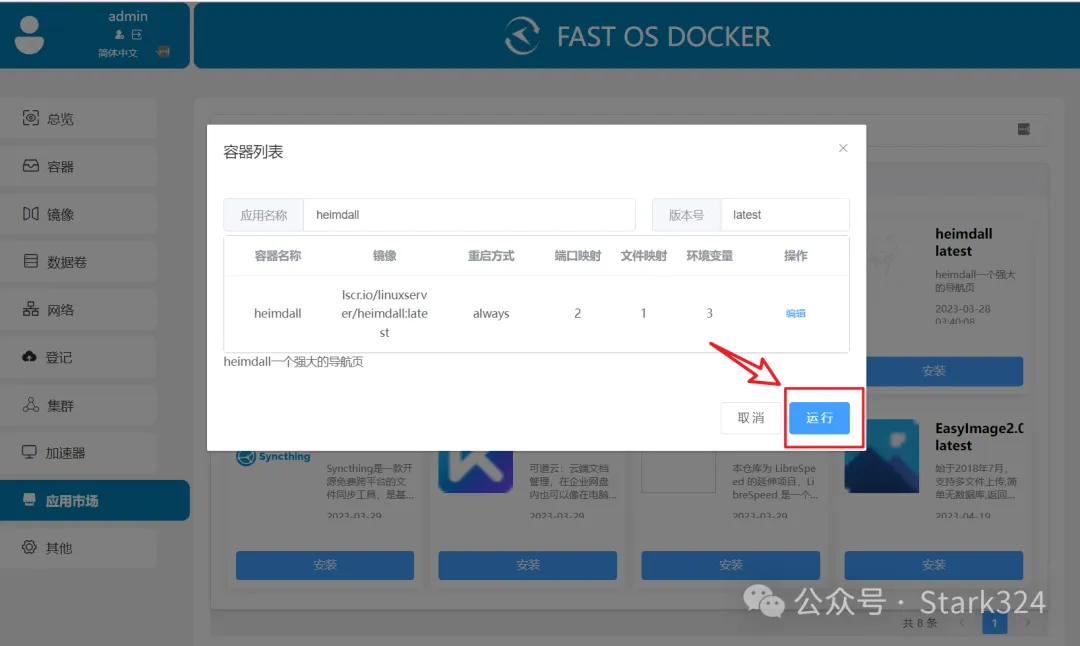 admin
简体中文
FAST OS DOCKER
总览
容器
镜像
数据卷
网络
登记
集群
加速器
应用市场
其他
容器列表
应用名称 heimdall 版本号 latest
容器名称 镜像 重启方式 端口映射 文件映射 环境变量 操作
heimdall lscr.io/linuxserv
er/heimdall:late
st always 2 1 3 编辑
heimdall一个强大的导航页
取消 运行
heimdall
latest
heimdall一个强大
的导航页
2023-03-28
03:40:08
安装
Syncthing
Syncthing是一款开
源免费跨平台的文
件同步工具，是基...
2023-03-29
安装
可道云：云端文档
管理，在企业网盘
内也可以像在电脑...
2023-03-29
安装
本仓库为 LibreSpe
ed 的延伸项目，Li
breSpeed 是一个...
2023-03-29
安装
EasyImage2.0
latest
始于2018年7月，
支持多文件上传,简
单无数据库,返回...
2023-04-19
安装
公众号 · Stark324
共 8 条 1